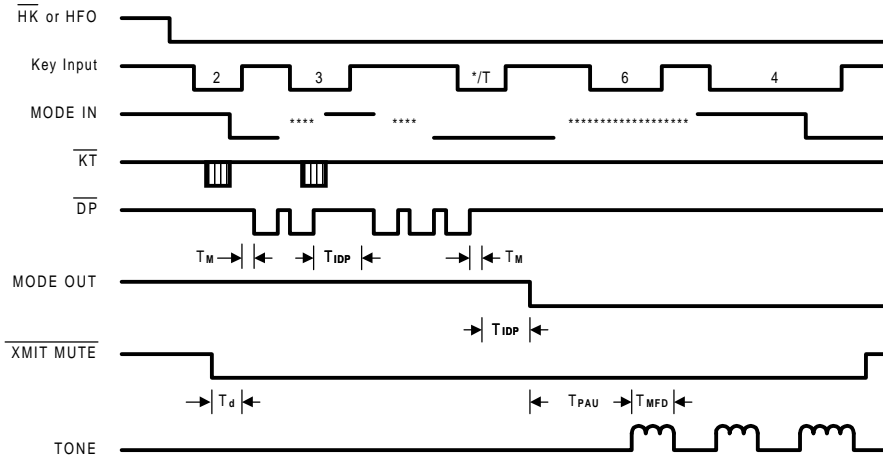 HK or HFO
Key Input 2 3 */T 6 4
MODE IN **** **** ******************
KT
DP
TM TIDP TM
MODE OUT
TIDP
XMIT MUTE
Td TPAU TMFD
TONE